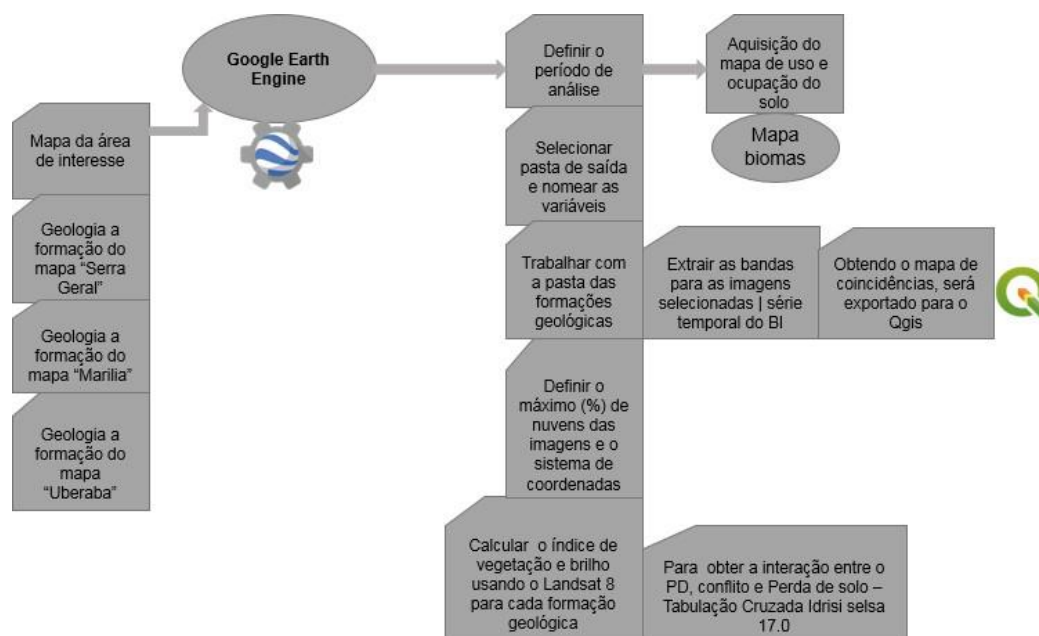 Google Earth
Engine
Mapa da área
de interesse
Geologia a
formação do
mapa “Serra
Geral”
Geologia a
formação do
mapa “Marilia”
Geologia a
formação do
mapa
“Uberaba”
Definir o
período de
análise
Aquisição do
mapa de uso e
ocupação do
solo
Mapa
biomas
Selecionar
pasta de saída
e nomear as
variáveis
Trabalhar com
a pasta das
formações
geológicas
Extrair as bandas
para as imagens
selecionadas | série
temporal do BI
Obtendo o mapa de
coincidências, será
exportado para o
Qgis
Definir o
máximo (%) de
nuvens das
imagens e o
sistema de
coordenadas
Calcular o índice de
vegetação e brilho
usando o Landsat 8
para cada formação
geológica
Para obter a interação entre o
PD, conflito e Perda de solo –
Tabulação Cruzada Idrisi selsa
17.0